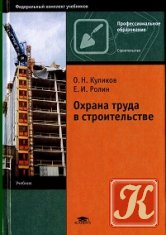 Федеральный комплект учебников
Профессиональное
образование
Строительство
О. Н. Куликов
Е. И. Ролин
Охрана труда
в строительстве
Учебник
К